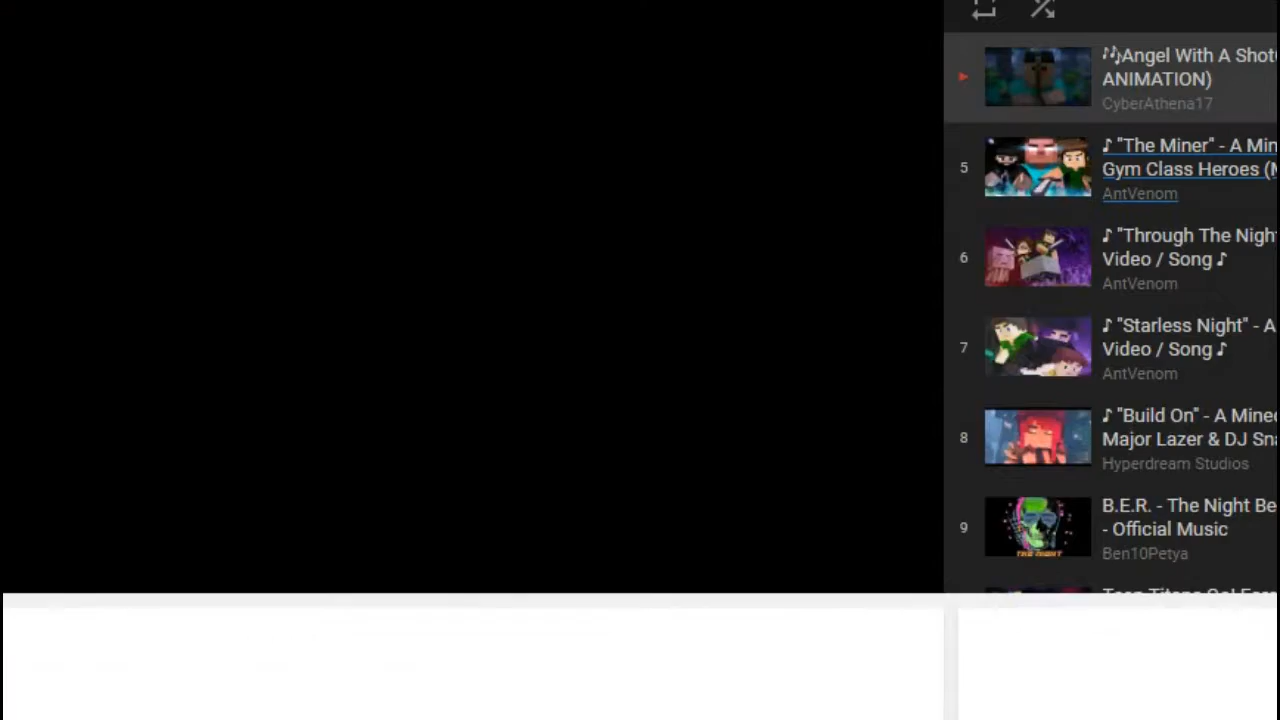 🎶Angel With A Shot
ANIMATION)
CyberAthena17
5
♪ "The Miner" - A Min
Gym Class Heroes (M
AntVenom
6
♪ "Through The Nigh
Video / Song ♪
AntVenom
7
♪ "Starless Night" - A
Video / Song ♪
AntVenom
8
♪ "Build On" - A Mine
Major Lazer & DJ Sna
Hyperdream Studios
9
B.E.R. - The Night Be
- Official Music
Ben10Petya